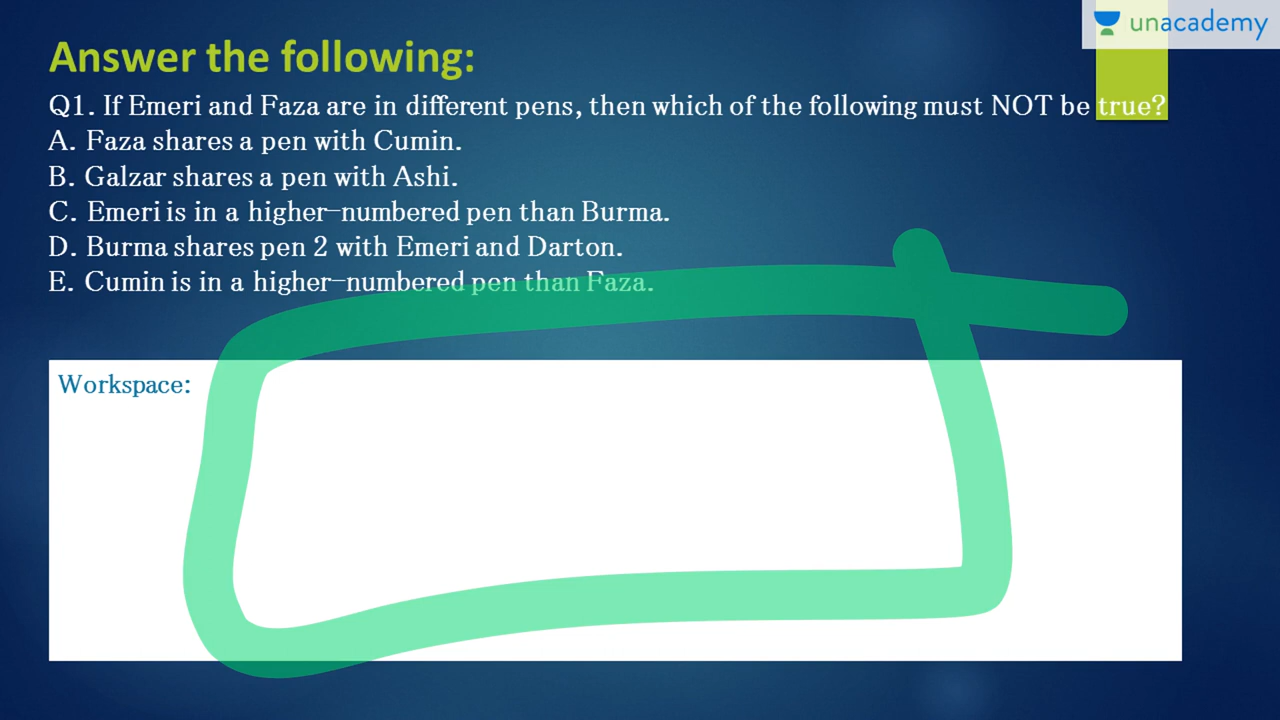 unacademy
Answer the following:
Q1. If Emeri and Faza are in different pens, then which of the following must NOT be true?
A. Faza shares a pen with Cumin.
B. Galzar shares a pen with Ashi.
C. Emeri is in a higher-numbered pen than Burma.
D. Burma shares pen 2 with Emeri and Darton.
E. Cumin is in a higher-numbered pen than Faza.
Workspace: